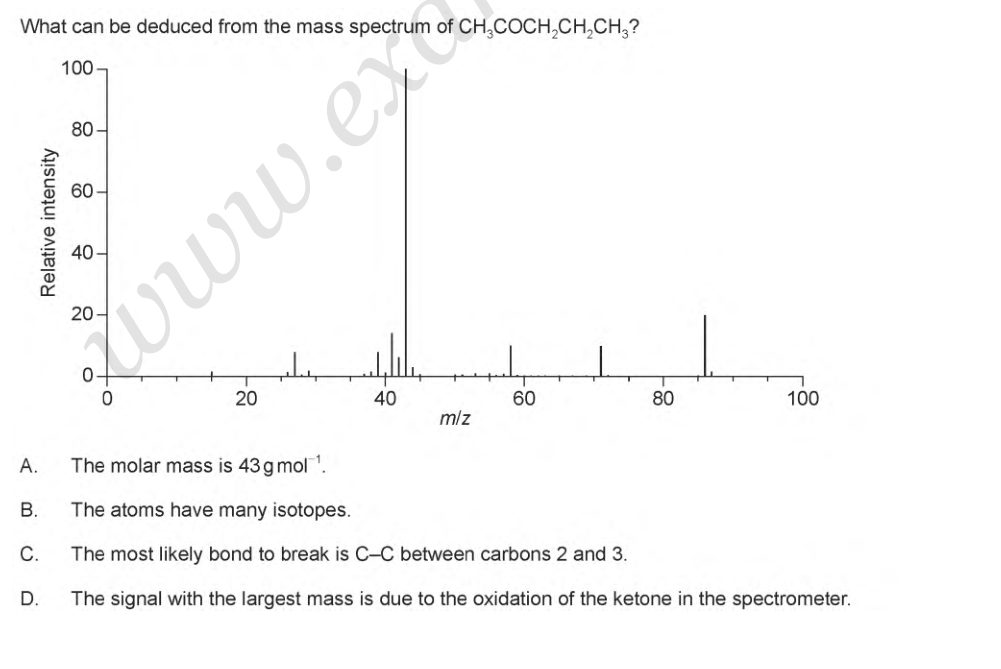 What can be deduced from the mass spectrum of CH₃COCH₂CH₂CH₃?
100
80
60
40
20
0
Relative intensity
0 20 40 60 80 100
m/z
www.exa
A. The molar mass is 43 g mol⁻¹.
B. The atoms have many isotopes.
C. The most likely bond to break is C–C between carbons 2 and 3.
D. The signal with the largest mass is due to the oxidation of the ketone in the spectrometer.